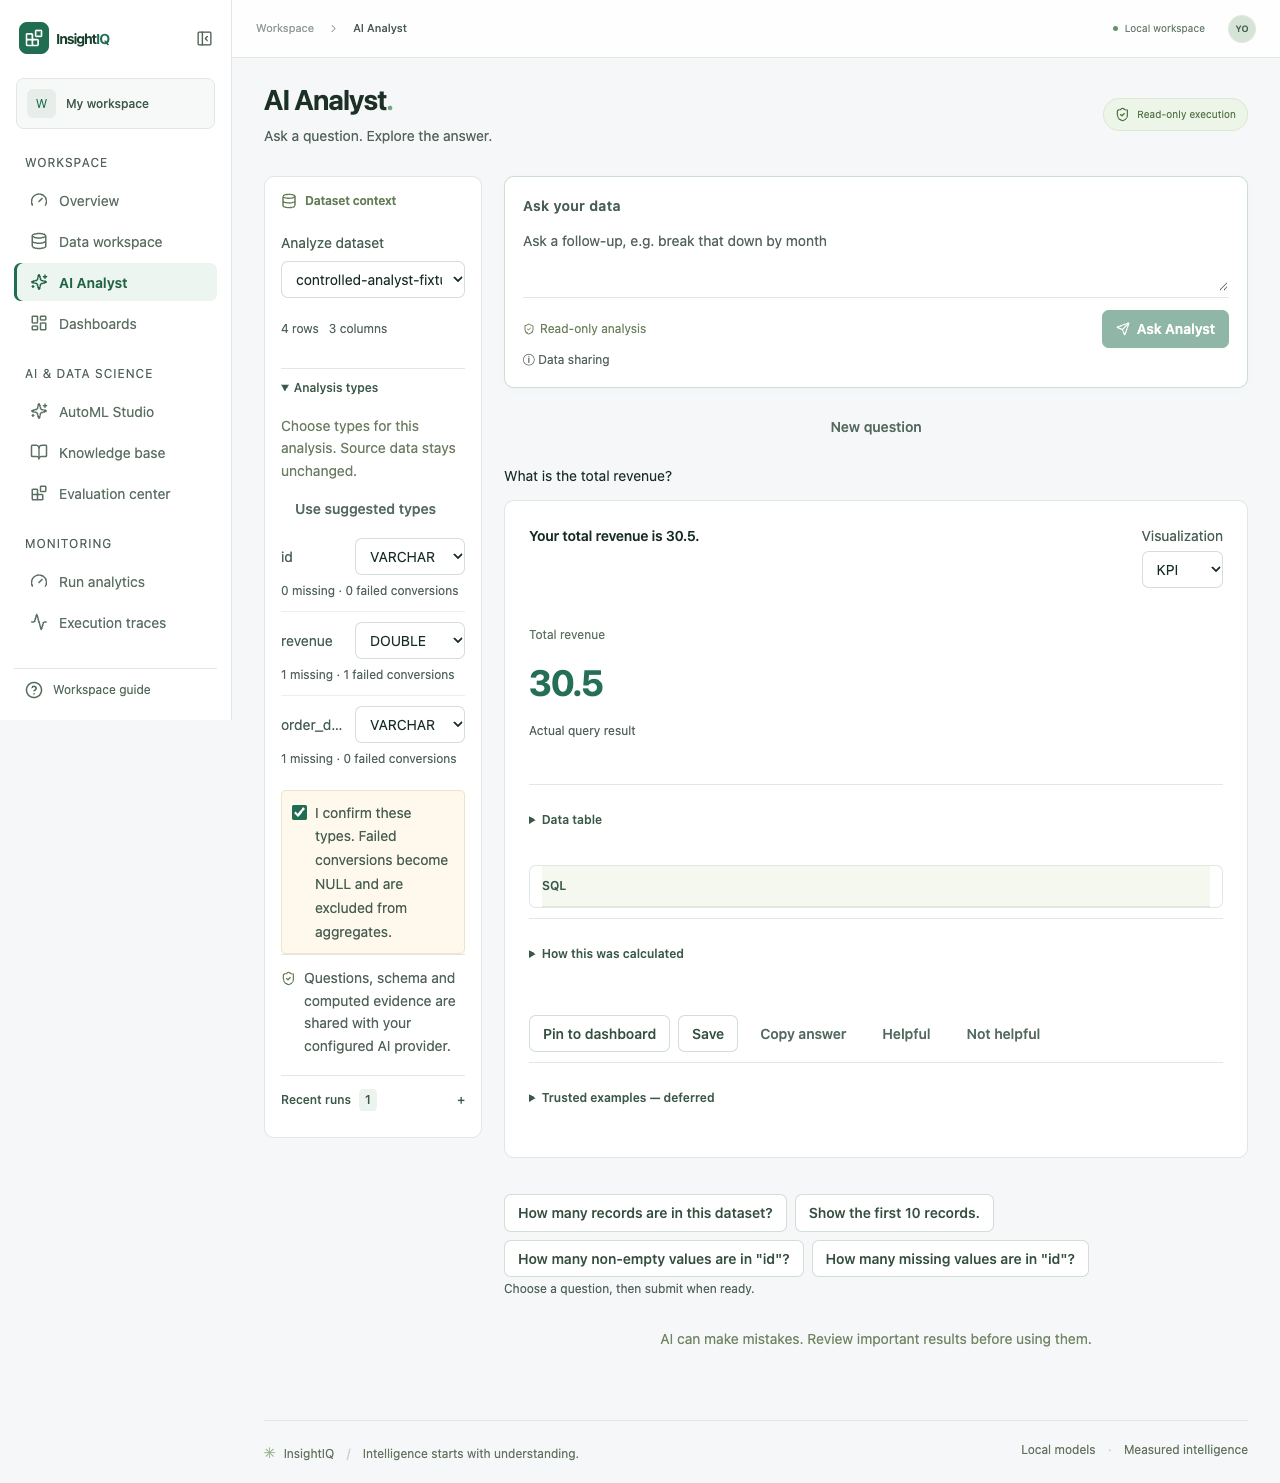 InsightIQ
W My workspace
WORKSPACE
Overview
Data workspace
AI Analyst
Dashboards
AI & DATA SCIENCE
AutoML Studio
Knowledge base
Evaluation center
MONITORING
Run analytics
Execution traces
Workspace guide
Workspace > AI Analyst
Local workspace
YO
AI Analyst.
Ask a question. Explore the answer.
Read-only execution
Dataset context
Analyze dataset
controlled-analyst-fixtu
4 rows 3 columns
Analysis types
Choose types for this
analysis. Source data stays
unchanged.
Use suggested types
id VARCHAR
0 missing · 0 failed conversions
revenue DOUBLE
1 missing · 1 failed conversions
order_d... VARCHAR
1 missing · 0 failed conversions
I confirm these
types. Failed
conversions become
NULL and are
excluded from
aggregates.
Questions, schema and
computed evidence are
shared with your
configured AI provider.
Recent runs 1 +
Ask your data
Ask a follow-up, e.g. break that down by month
Read-only analysis
Ask Analyst
Data sharing
New question
What is the total revenue?
Your total revenue is 30.5.
Visualization
KPI
Total revenue
30.5
Actual query result
Data table
SQL
How this was calculated
Pin to dashboard Save Copy answer Helpful Not helpful
Trusted examples — deferred
How many records are in this dataset? Show the first 10 records.
How many non-empty values are in "id"? How many missing values are in "id"?
Choose a question, then submit when ready.
AI can make mistakes. Review important results before using them.
InsightIQ / Intelligence starts with understanding.
Local models · Measured intelligence